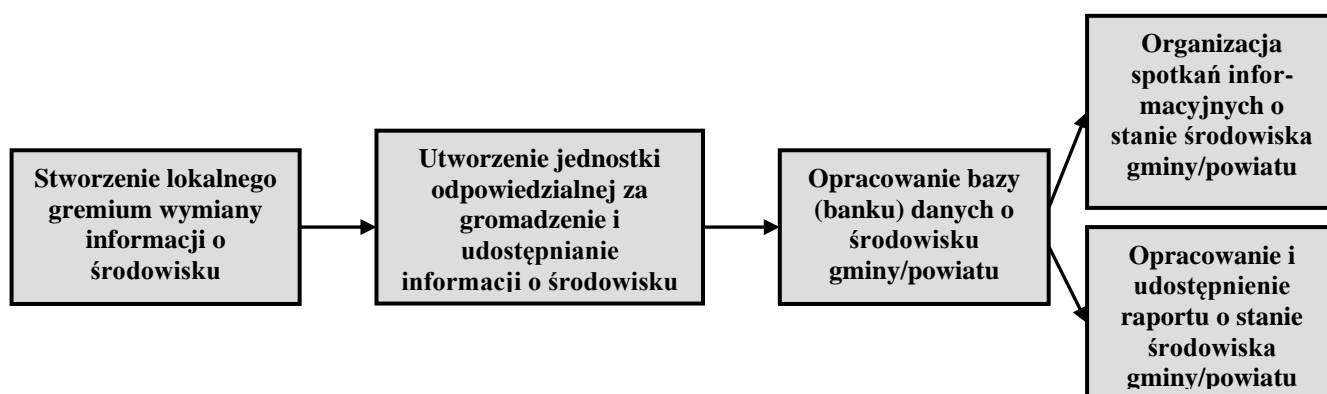 Stworzenie lokalnego
gremium wymiany
informacji o
środowisku
Utworzenie jednostki
odpowiedzialnej za
gromadzenie i
udostępnianie
informacji o środowisku
Opracowanie bazy
(banku) danych o
środowisku
gminy/powiatu
Organizacja
spotkań infor-
macyjnych o
stanie środowiska
gminy/powiatu
Opracowanie i
udostępnienie
raportu o stanie
środowiska
gminy/powiatu